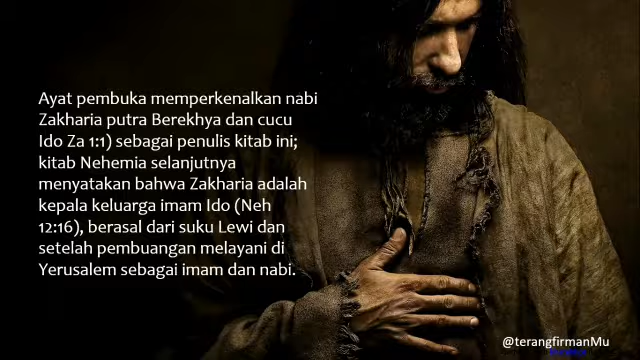 Ayat pembuka memperkenalkan nabi
Zakharia putra Berekhya dan cucu
Ido Za 1:1) sebagai penulis kitab ini;
kitab Nehemia selanjutnya
menyatakan bahwa Zakharia adalah
kepala keluarga imam Ido (Neh
12:16), berasal dari suku Lewi dan
setelah pembuangan melayani di
Yerusalem sebagai imam dan nabi.
@terangfirmanMu